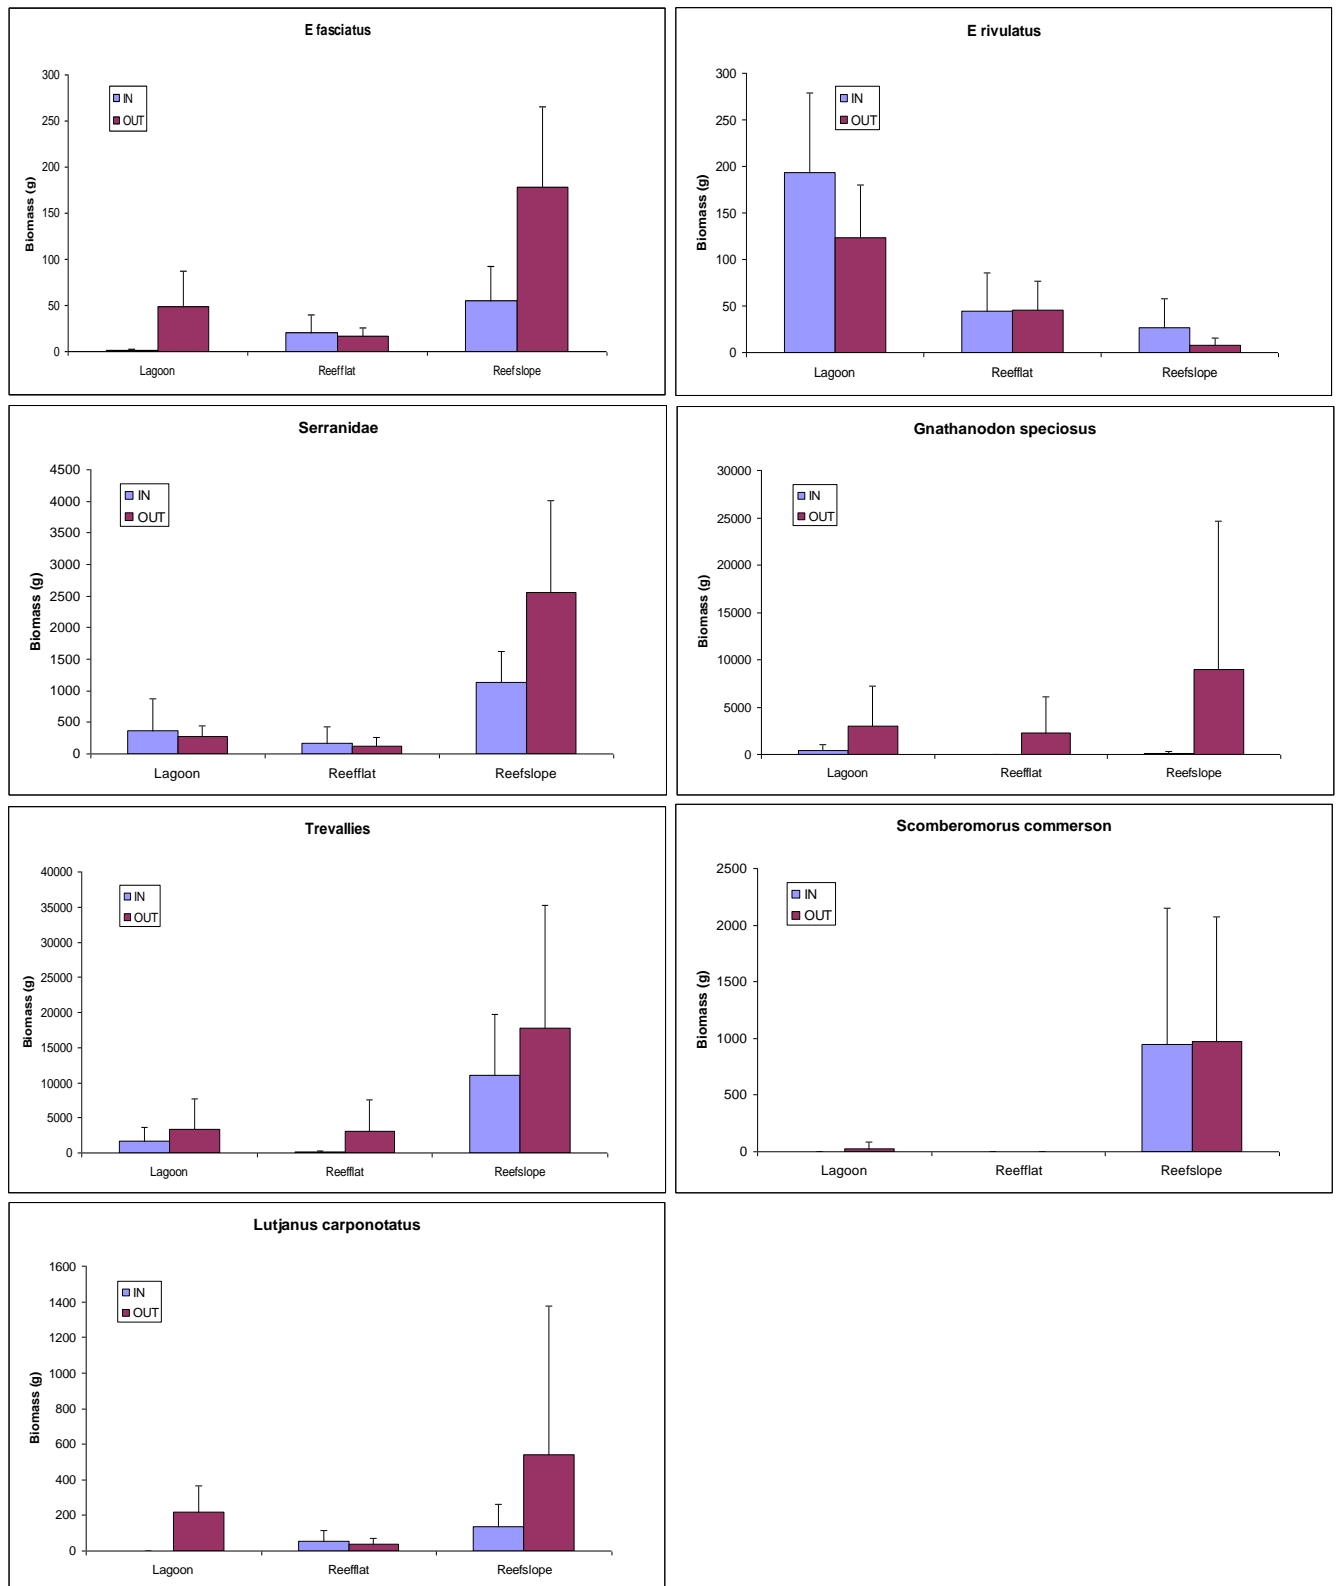 E fasciatus
300
250
200
150
100
50
0
Biomass (g)
IN
OUT
Lagoon Reefflat Reefslope
E rivulatus
300
250
200
150
100
50
0
Biomass (g)
IN
OUT
Lagoon Reefflat Reefslope
Serranidae
4500
4000
3500
3000
2500
2000
1500
1000
500
0
Biomass (g)
IN
OUT
Lagoon Reefflat Reefslope
Gnathanodon speciosus
30000
25000
20000
15000
10000
5000
0
Biomass (g)
IN
OUT
Lagoon Reefflat Reefslope
Trevallies
40000
35000
30000
25000
20000
15000
10000
5000
0
Biomass (g)
IN
OUT
Lagoon Reefflat Reefslope
Scomberomorus commerson
2500
2000
1500
1000
500
0
Biomass (g)
IN
OUT
Lagoon Reefflat Reefslope
Lutjanus carponotatus
1600
1400
1200
1000
800
600
400
200
0
Biomass (g)
IN
OUT
Lagoon Reefflat Reefslope